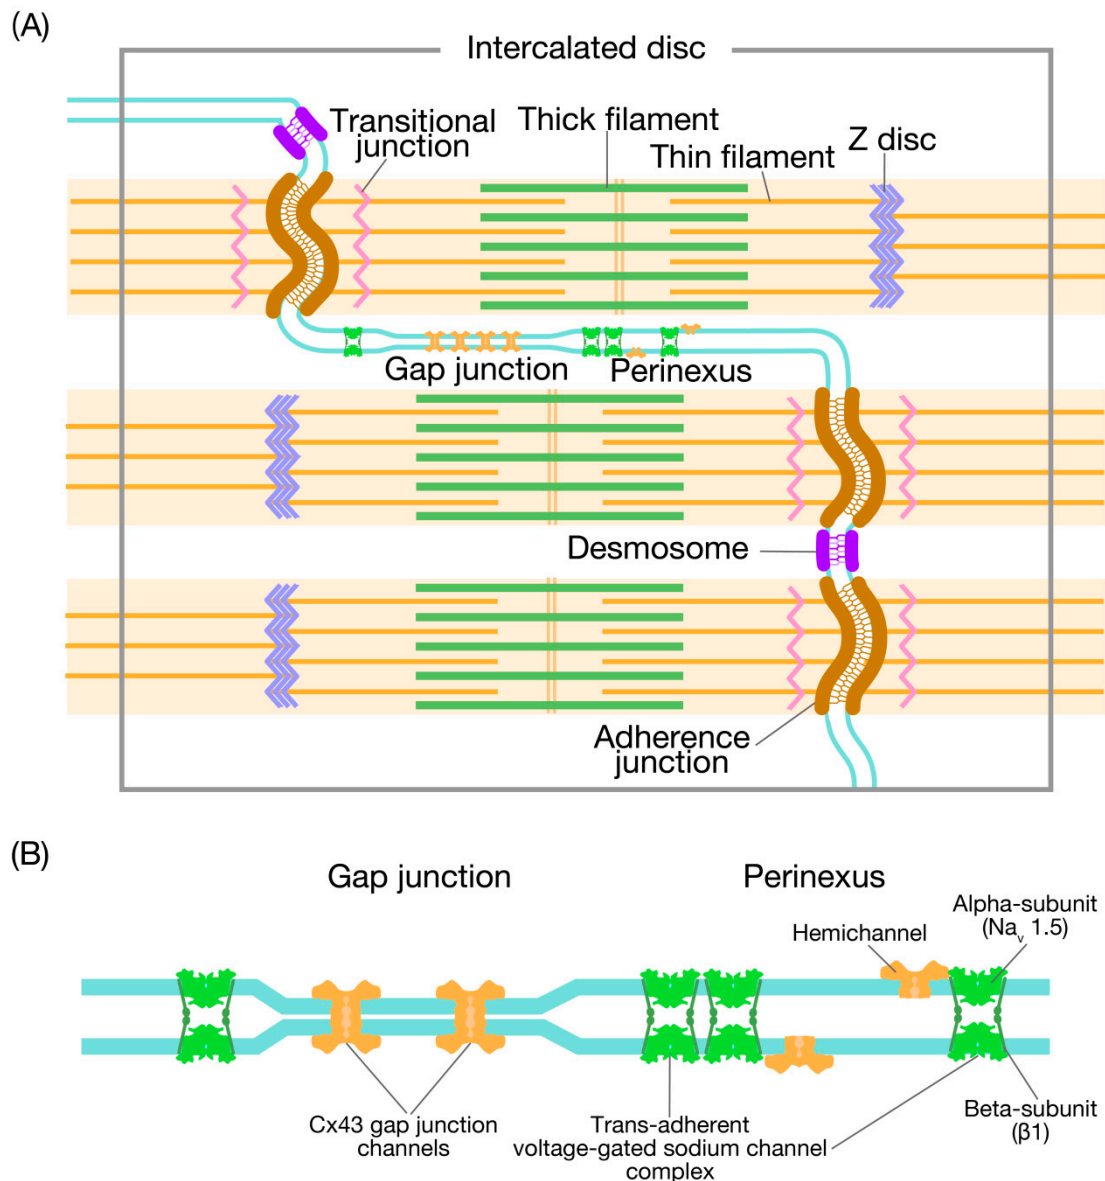 (A)
Intercalated disc
Transitional
junction
Thick filament
Thin filament
Z disc
Gap junction
Perinexus
Desmosome
Adherence
junction
(B)
Gap junction
Perinexus
Alpha-subunit
(Naᵥ 1.5)
Hemichannel
Cx43 gap junction
channels
Trans-adherent
voltage-gated sodium channel
complex
Beta-subunit
(β1)